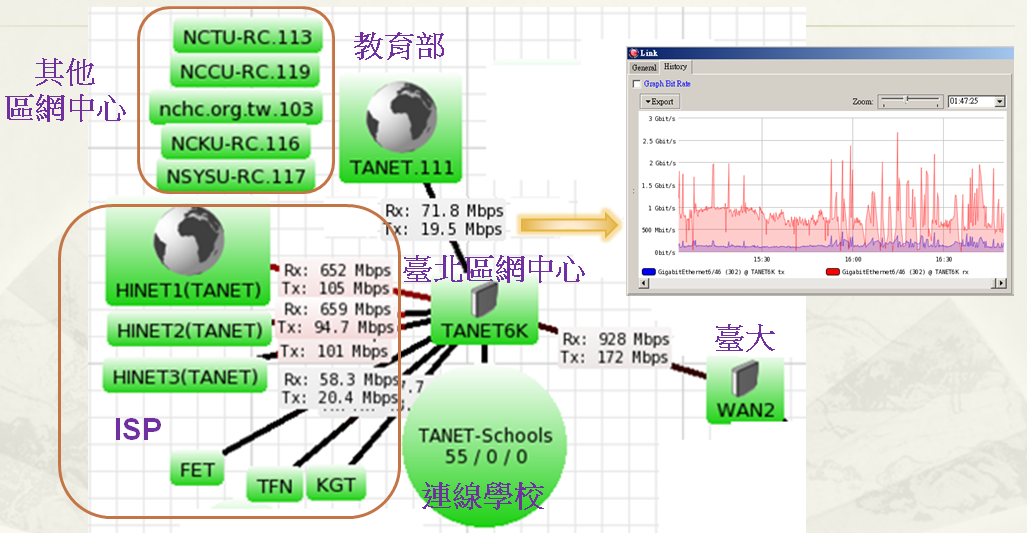 其他
區網中心
NCTU-RC.113
NCCU-RC.119
nchc.org.tw.103
NCKU-RC.116
NSYSU-RC.117
教育部
TANET.111
Rx: 71.8 Mbps
Tx: 19.5 Mbps
Link
General History
Graph Bit Rate
Export
Zoom: 01:47:25
3 Gbit/s
2.5 Gbit/s
2 Gbit/s
1.5 Gbit/s
1 Gbit/s
500 Mbit/s
0bit/s
15:30 16:00 16:30
GigabitEthernet6/46 (302) @ TANET6K tx
GigabitEthernet6/46 (302) @ TANET6K rx
HINET1(TANET)
Rx: 652 Mbps
Tx: 105 Mbps
臺北區網中心
HINET2(TANET)
Rx: 659 Mbps
Tx: 94.7 Mbps
TANET6K
HINET3(TANET)
Tx: 101 Mbps
Rx: 58.3 Mbps
Tx: 20.4 Mbps
Rx: 928 Mbps
Tx: 172 Mbps
臺大
WAN2
ISP
FET
TFN
KGT
TANET-Schools
55 / 0 / 0
連線學校